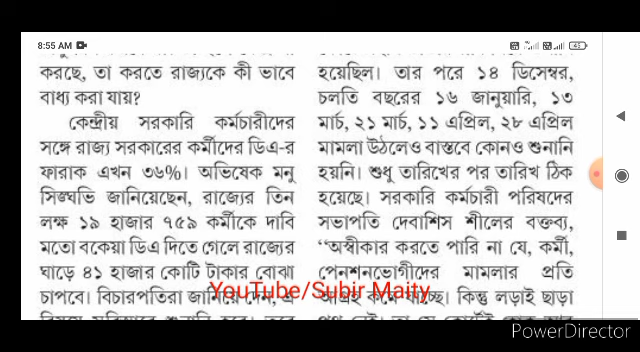 8:55 AM
করছে, তা করতে রাজ্যকে কী ভাবে
বাধ্য করা যায়?
কেন্দ্রীয় সরকারি কর্মচারীদের
সঙ্গে রাজ্য সরকারের কর্মীদের ডিএ-র
ফারাক এখন ৩৬%। অভিষেক মনু
সিঙ্ঘভি জানিয়েছেন, রাজ্যের তিন
লক্ষ ১৯ হাজার ৭৫৯ কর্মীকে দাবি
মতো বকেয়া ডিএ দিতে গেলে রাজ্যের
ঘাড়ে ৪১ হাজার কোটি টাকার বোঝা
চাপবে। বিচারপতিরা জানিয়ে দেন, এ
হয়েছিল। তার পরে ১৪ ডিসেম্বর,
চলতি বছরের ১৬ জানুয়ারি, ১৩
মার্চ, ২১ মার্চ, ১১ এপ্রিল, ২৮ এপ্রিল
মামলা উঠলেও বাস্তবে কোনও শুনানি
হয়নি। শুধু তারিখের পর তারিখ ঠিক
হয়েছে। সরকারি কর্মচারী পরিষদের
সভাপতি দেবাশিস শীলের বক্তব্য,
‘‘অস্বীকার করতে পারি না যে, কর্মী,
পেনশনভোগীদের মামলার প্রতি
আগ্রহ কমে যাচ্ছে। কিন্তু লড়াই ছাড়া
YouTube/Subir Maity
PowerDirector